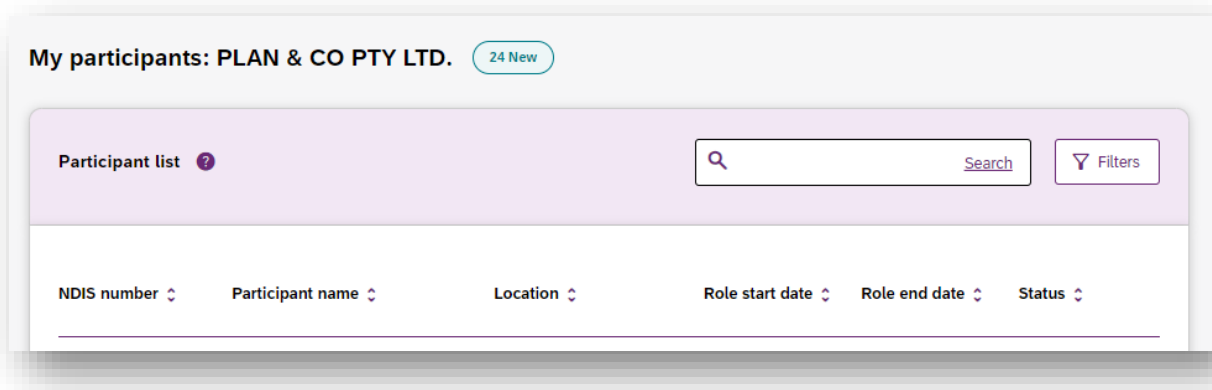 My participants: PLAN & CO PTY LTD. 24 New
Participant list ? Search Filters
NDIS number Participant name Location Role start date Role end date Status